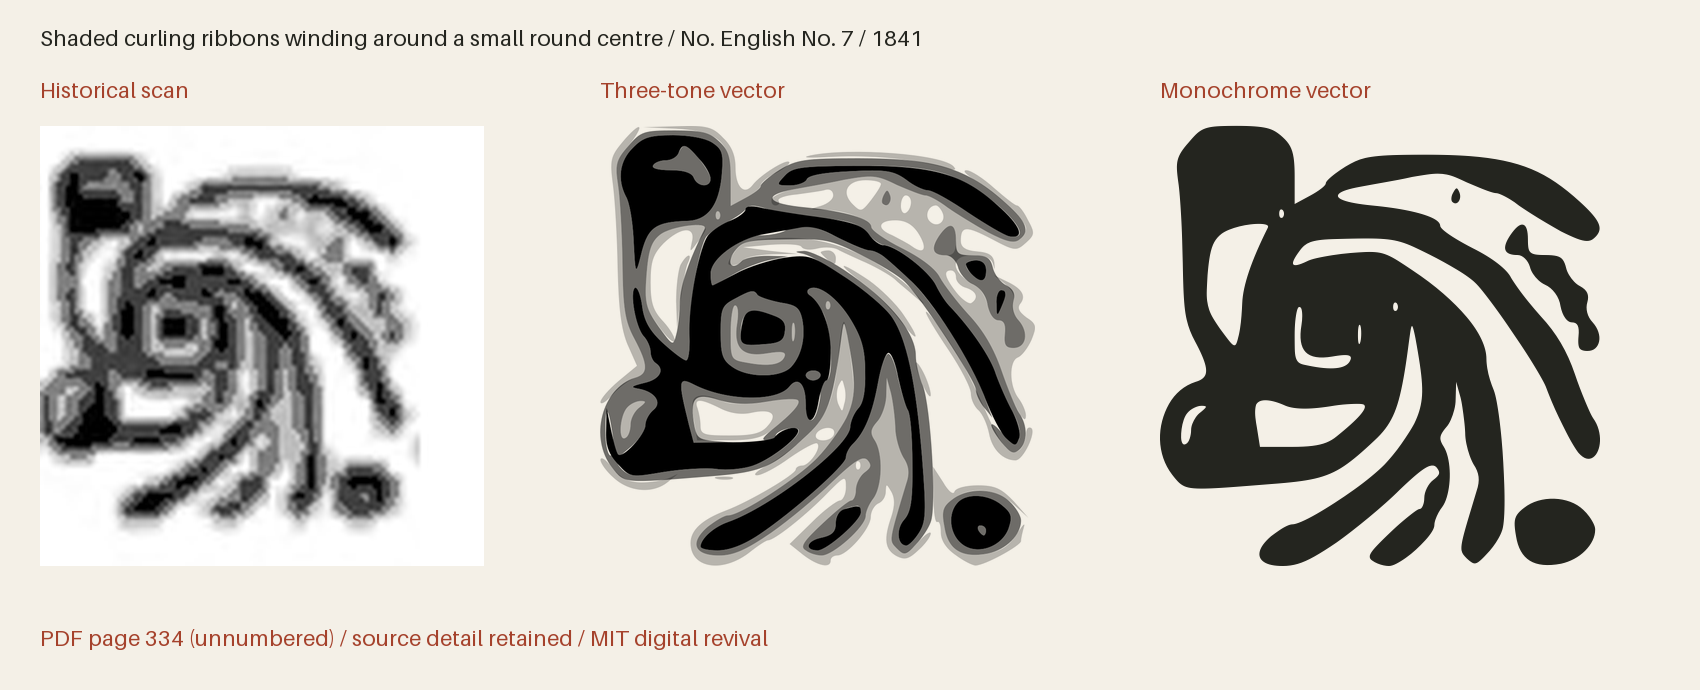 Shaded curling ribbons winding around a small round centre / No. English No. 7 / 1841
Historical scan
Three-tone vector
Monochrome vector
PDF page 334 (unnumbered) / source detail retained / MIT digital revival